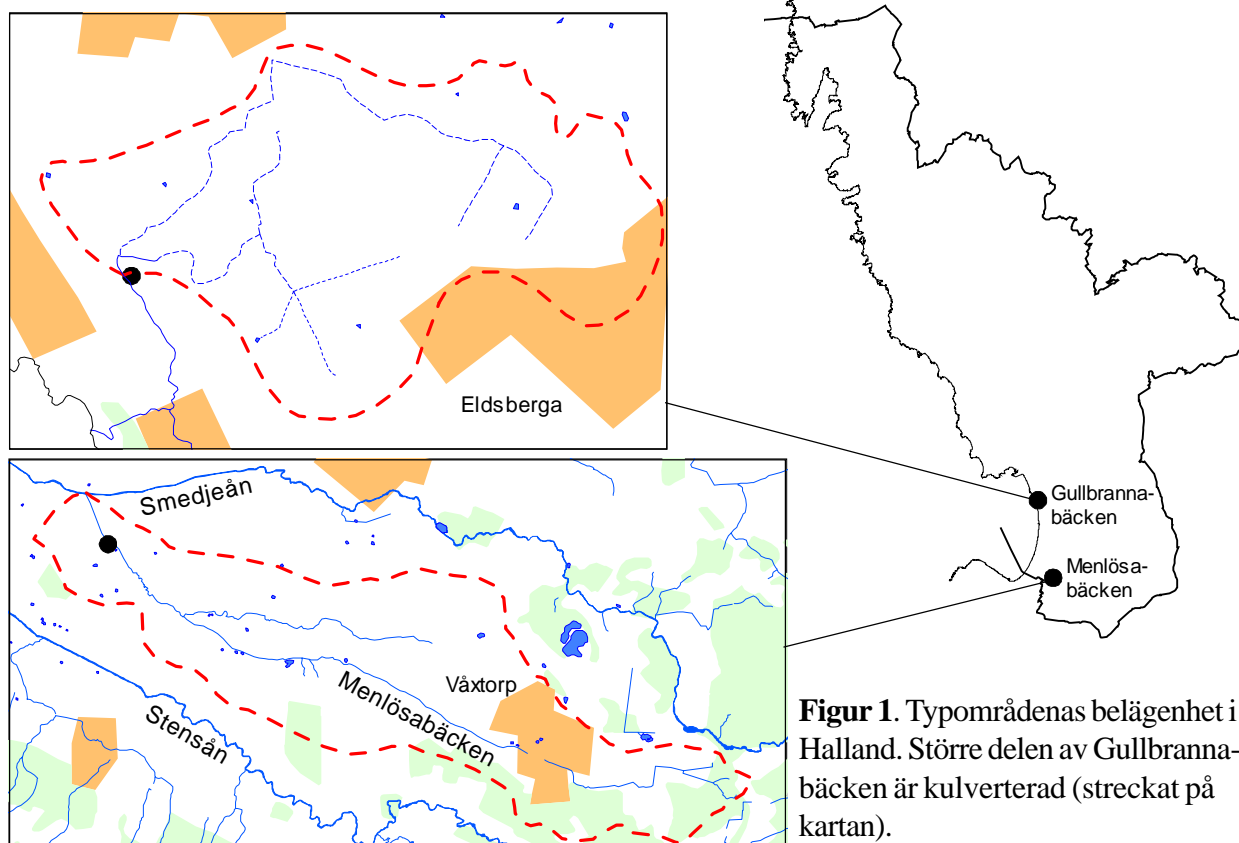 Eldsberga
Smedjeån
Menlösabäcken
Våxtorp
Stensån
Gullbranna-
bäcken
Menlösa-
bäcken
Figur 1. Typområdenas belägenhet i
Halland. Större delen av Gullbranna-
bäcken är kulverterad (streckat på
kartan).